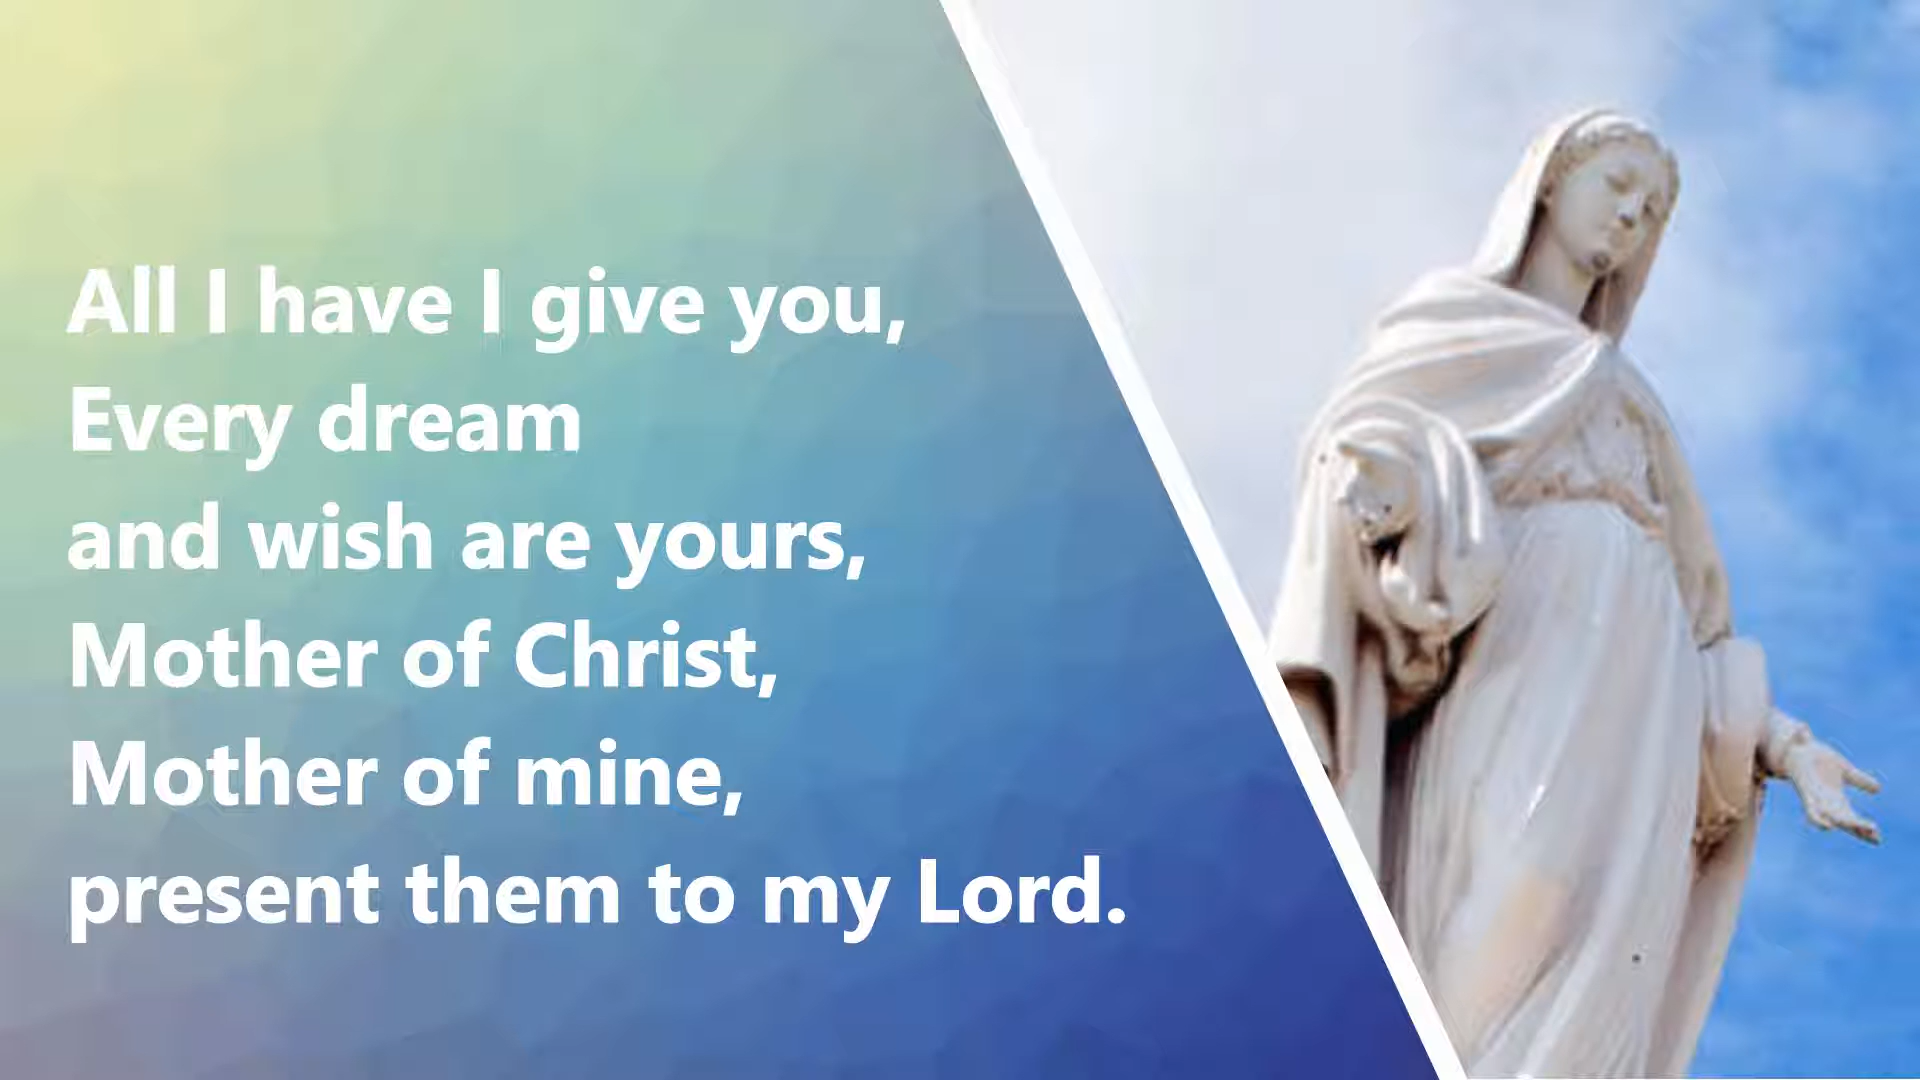 All I have I give you,
Every dream
and wish are yours,
Mother of Christ,
Mother of mine,
present them to my Lord.